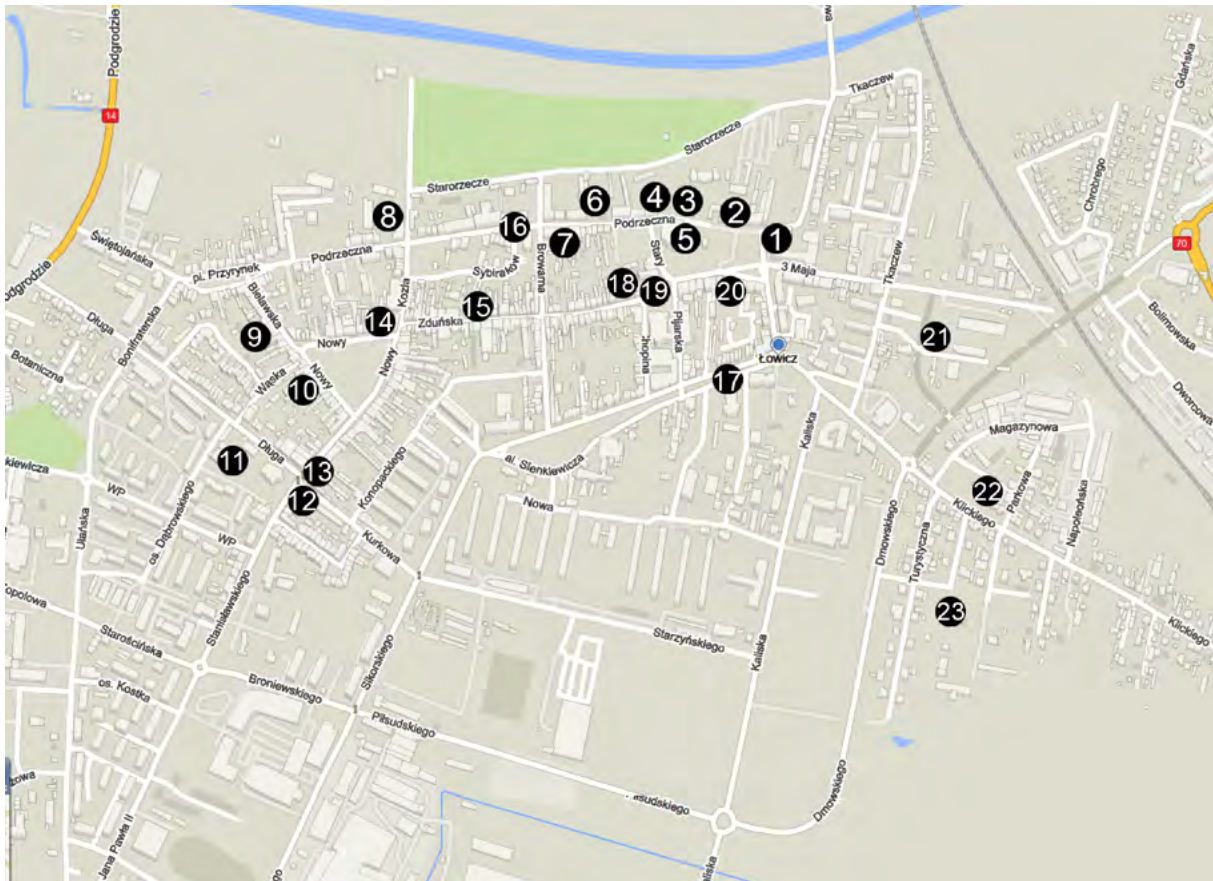 Podgrodzie
14
Tkaczew
Gdańska
Chrobrego
Starorzecze
Starorzecze
4
3
6
8
2
16
Podrzeczna
7
5
1
70
Świętojańska
Podrzeczna
Browarna
Stary
Tkaczew
pl. Przyrynek
Sybiraków
3 Maja
Bielawska
Kozia
18
19
20
Bolimowska
Długa
Bonifraterska
15
14
Zduńska
9
Nowy
Pijarska
21
Łowicz
Botaniczna
Wąska
Nowy
Nowy
17
10
Dworcowa
Kaliska
Magazynowa
Długa
11
13
al. Sienkiewicza
Konopackiego
WP
12
Nowa
22
Klickiego
Parkowa
Napoleońska
Ułańska
os. Dąbrowskiego
WP
Kurkowa
Dmowskiego
Turystyczna
Stanisławskiego
23
Klickiego
Starzyńskiego
Kaliska
Starościńska
Sikorskiego
os. Kostka
Broniewskiego
Piłsudskiego
Dmowskiego
Jana Pawła II